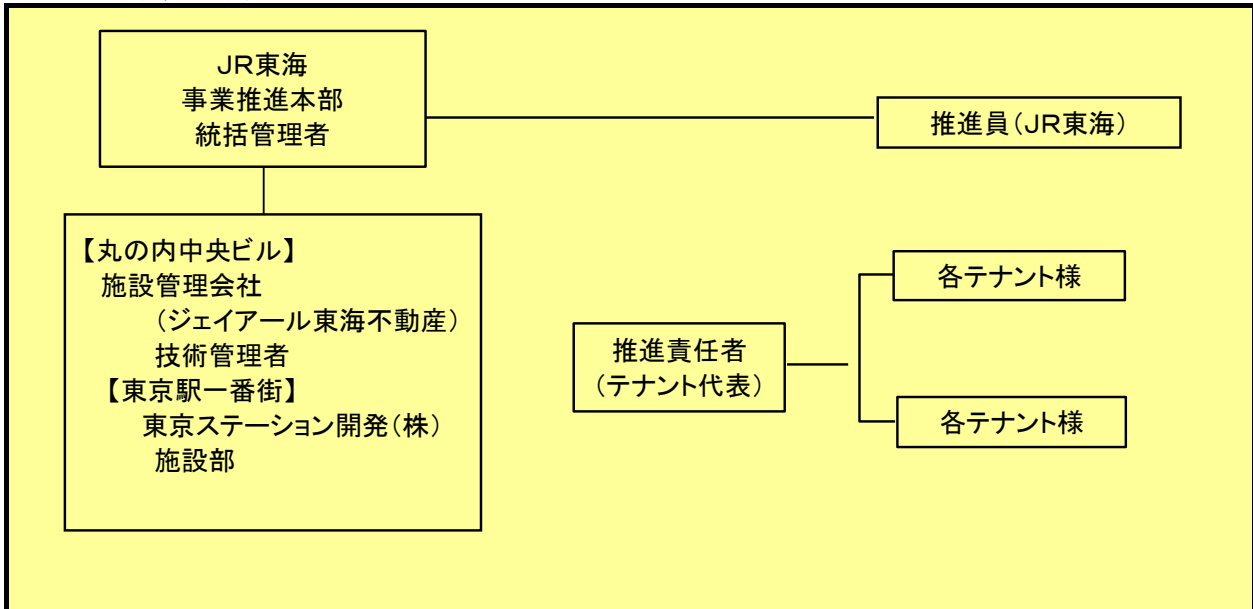 JR東海
事業推進本部
統括管理者
推進員(JR東海)
【丸の内中央ビル】
施設管理会社
(ジェイアール東海不動産)
技術管理者
【東京駅一番街】
東京ステーション開発(株)
施設部
推進責任者
(テナント代表)
各テナント様
各テナント様